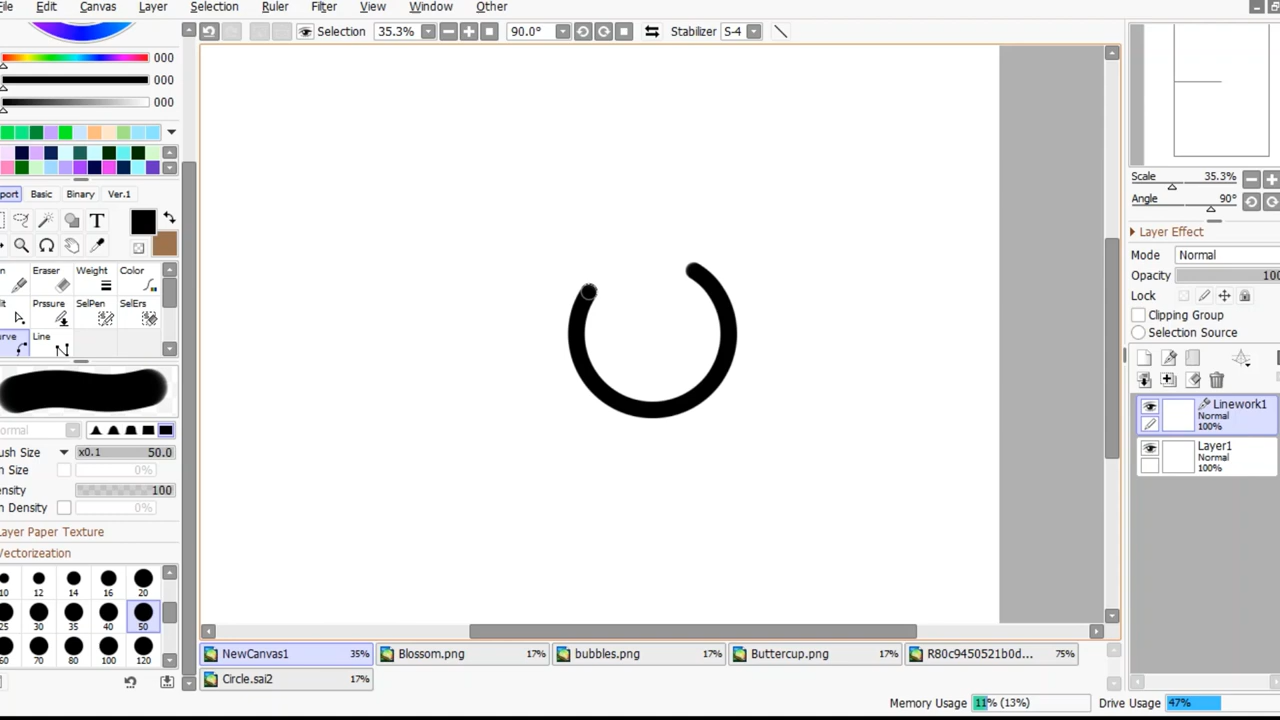 File Edit Canvas Layer Selection Ruler Filter View Window Other
Selection 35.3% 90.0° Stabilizer S-4
000
000
000
port Basic Binary Ver.1
T
Eraser Weight Color
Prssure SelPen SelErs
urve Line
ormal
ush Size x0.1 50.0
n Size 0%
ensity 100
n Density 0%
ayer Paper Texture
Vectorizeation
10 12 14 16 20
25 30 35 40 50
60 70 80 100 120
Scale 35.3%
Angle 90°
Layer Effect
Mode Normal
Opacity 100
Lock
Clipping Group
Selection Source
Linework1
Normal
100%
Layer1
Normal
100%
NewCanvas1 35% Blossom.png 17% bubbles.png 17% Buttercup.png 17% R80c9450521b0d... 75%
Circle.sai2 17%
Memory Usage 11% (13%) Drive Usage 47%